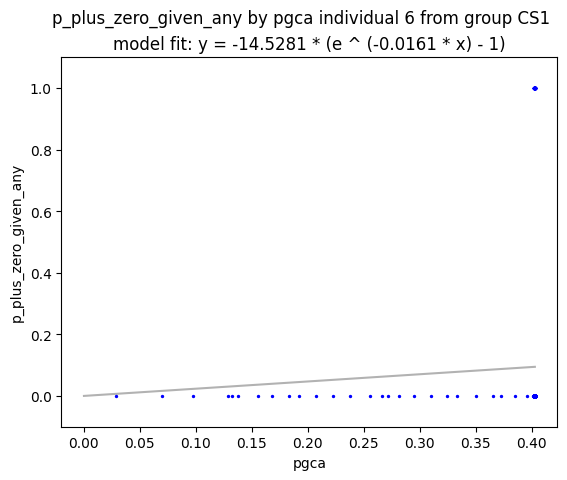 p_plus_zero_given_any by pgca individual 6 from group CS1
model fit: y = -14.5281 * (e ^ (-0.0161 * x) - 1)
1.0
0.8
0.6
0.4
0.2
0.0
p_plus_zero_given_any
0.00 0.05 0.10 0.15 0.20 0.25 0.30 0.35 0.40
pgca